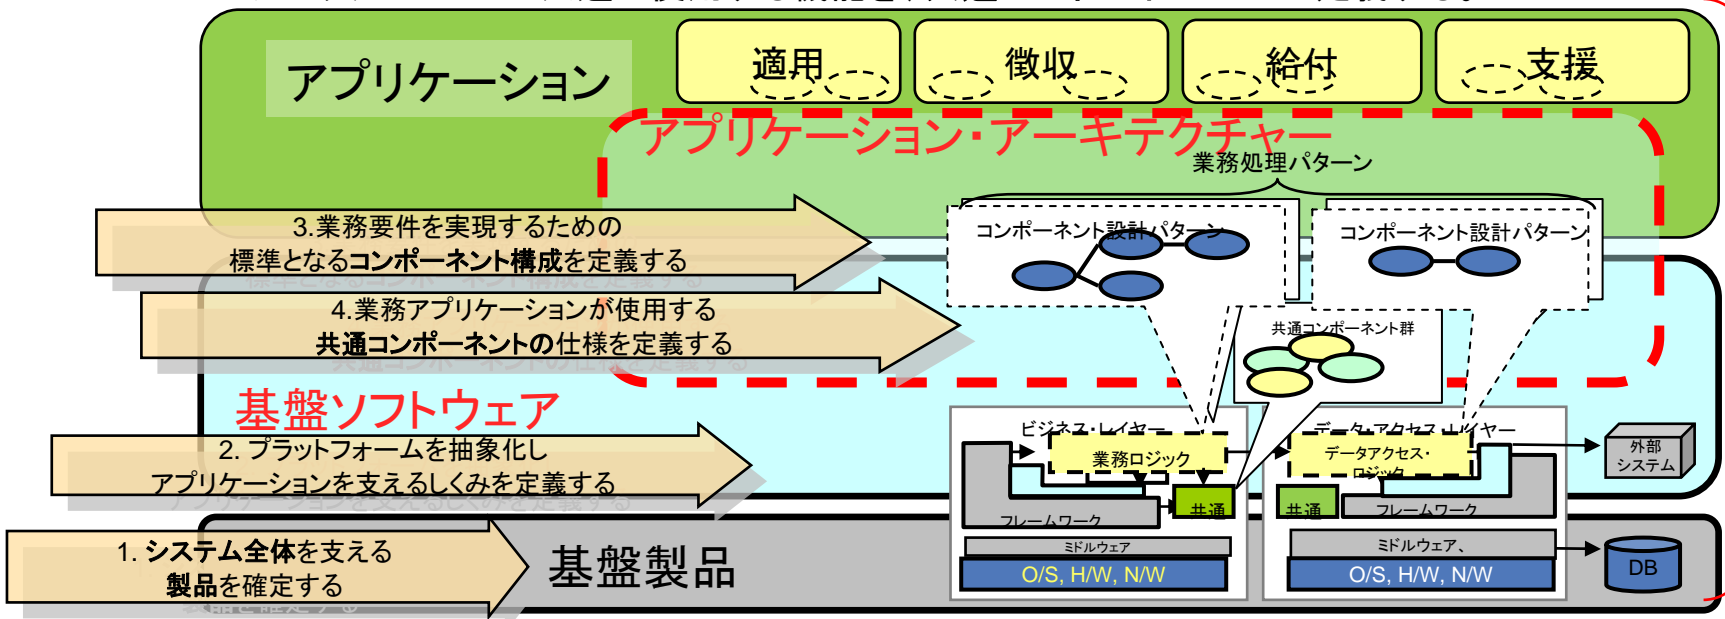 アプリケーション
適用
徴収
給付
支援
アプリケーション・アーキテクチャー
業務処理パターン
3.業務要件を実現するための
標準となるコンポーネント構成を定義する
コンポーネント設計パターン
コンポーネント設計パターン
4.業務アプリケーションが使用する
共通コンポーネントの仕様を定義する
共通コンポーネント群
基盤ソフトウェア
2. プラットフォームを抽象化し
アプリケーションを支えるしくみを定義する
ビジネス・レイヤー
業務ロジック
フレームワーク
共通
データ・アクセス・レイヤー
データアクセス・
ロジック
共通
フレームワーク
外部
システム
1. システム全体を支える
製品を確定する
基盤製品
ミドルウェア
O/S, H/W, N/W
ミドルウェア、
O/S, H/W, N/W
DB